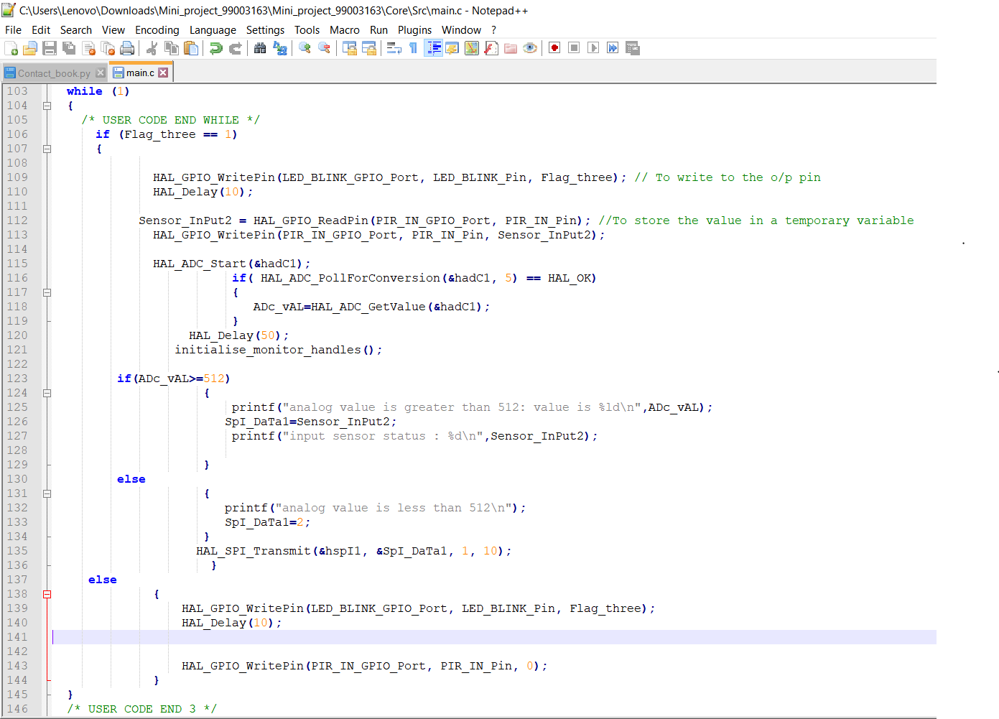 C:\Users\Lenovo\Downloads\Mini_project_99003163\Mini_project_99003163\Core\Src\main.c - Notepad++
File Edit Search View Encoding Language Settings Tools Macro Run Plugins Window ?
Contact_book.py main.c
103 while (1)
104 {
105 /* USER CODE END WHILE */
106 if (Flag_three == 1)
107 {
108
109 HAL_GPIO_WritePin(LED_BLINK_GPIO_Port, LED_BLINK_Pin, Flag_three); // To write to the o/p pin
110 HAL_Delay(10);
111
112 Sensor_InPut2 = HAL_GPIO_ReadPin(PIR_IN_GPIO_Port, PIR_IN_Pin); //To store the value in a temporary variable
113 HAL_GPIO_WritePin(PIR_IN_GPIO_Port, PIR_IN_Pin, Sensor_InPut2);
114
115 HAL_ADC_Start(&hadC1);
116 if( HAL_ADC_PollForConversion(&hadC1, 5) == HAL_OK)
117 {
118 ADc_vAL=HAL_ADC_GetValue(&hadC1);
119 }
120 HAL_Delay(50);
121 initialise_monitor_handles();
122
123 if(ADc_vAL>=512)
124 {
125 printf("analog value is greater than 512: value is %ld\n",ADc_vAL);
126 SpI_DaTa1=Sensor_InPut2;
127 printf("input sensor status : %d\n",Sensor_InPut2);
128
129 }
130 else
131 {
132 printf("analog value is less than 512\n");
133 SpI_DaTa1=2;
134 }
135 HAL_SPI_Transmit(&hspI1, &SpI_DaTa1, 1, 10);
136 }
137 else
138 {
139 HAL_GPIO_WritePin(LED_BLINK_GPIO_Port, LED_BLINK_Pin, Flag_three);
140 HAL_Delay(10);
141
142
143 HAL_GPIO_WritePin(PIR_IN_GPIO_Port, PIR_IN_Pin, 0);
144 }
145 }
146 /* USER CODE END 3 */